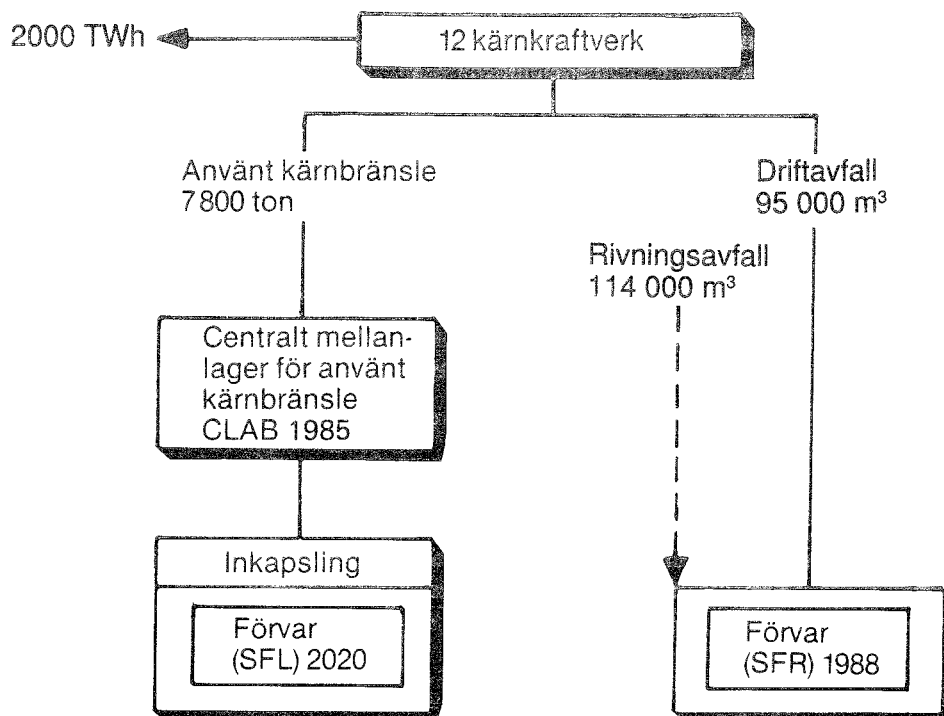 2000 TWh
12 kärnkraftverk
Använt kärnbränsle
7800 ton
Driftavfall
95 000 m³
Rivningsavfall
114 000 m³
Centralt mellan-
lager för använt
kärnbränsle
CLAB 1985
Inkapsling
Förvar
(SFL) 2020
Förvar
(SFR) 1988